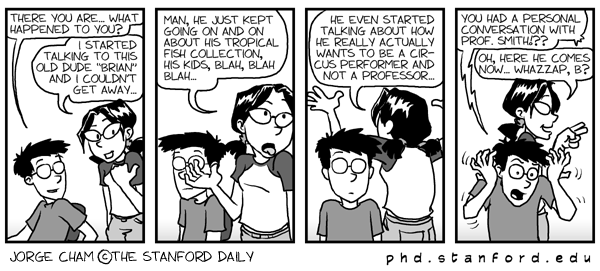 THERE YOU ARE... WHAT
HAPPENED TO YOU?
I STARTED
TALKING TO THIS
OLD DUDE "BRIAN"
AND I COULDN'T
GET AWAY...
MAN, HE JUST KEPT
GOING ON AND ON
ABOUT HIS TROPICAL
FISH COLLECTION,
HIS KIDS, BLAH, BLAH
BLAH...
HE EVEN STARTED
TALKING ABOUT HOW
HE REALLY ACTUALLY
WANTS TO BE A CIR-
CUS PERFORMER AND
NOT A PROFESSOR...
YOU HAD A PERSONAL
CONVERSATION WITH
PROF. SMITH??
OH, HERE HE COMES
NOW... WHAZZAP, B?
JORGE CHAM ©THE STANFORD DAILY
phd.stanford.edu